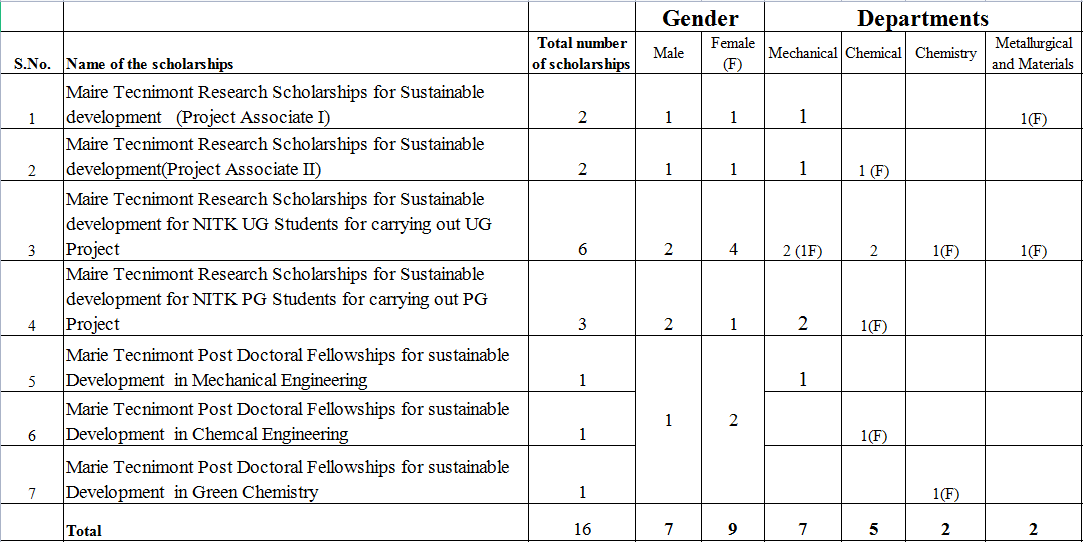 Gender Departments
S.No. Name of the scholarships Total number of scholarships Male Female (F) Mechanical Chemical Chemistry Metallurgical and Materials
Maire Tecnimont Research Scholarships for Sustainable
1 development (Project Associate I) 2 1 1 1 1(F)
Maire Tecnimont Research Scholarships for Sustainable
2 development(Project Associate II) 2 1 1 1 1 (F)
Maire Tecnimont Research Scholarships for Sustainable
development for NITK UG Students for carrying out UG
3 Project 6 2 4 2 (1F) 2 1(F) 1(F)
Maire Tecnimont Research Scholarships for Sustainable
development for NITK PG Students for carrying out PG
4 Project 3 2 1 2 1(F)
Marie Tecnimont Post Doctoral Fellowships for sustainable
5 Development in Mechanical Engineering 1 1
Marie Tecnimont Post Doctoral Fellowships for sustainable
6 Development in Chemcal Engineering 1 1 2 1(F)
Marie Tecnimont Post Doctoral Fellowships for sustainable
7 Development in Green Chemistry 1 1(F)
Total 16 7 9 7 5 2 2